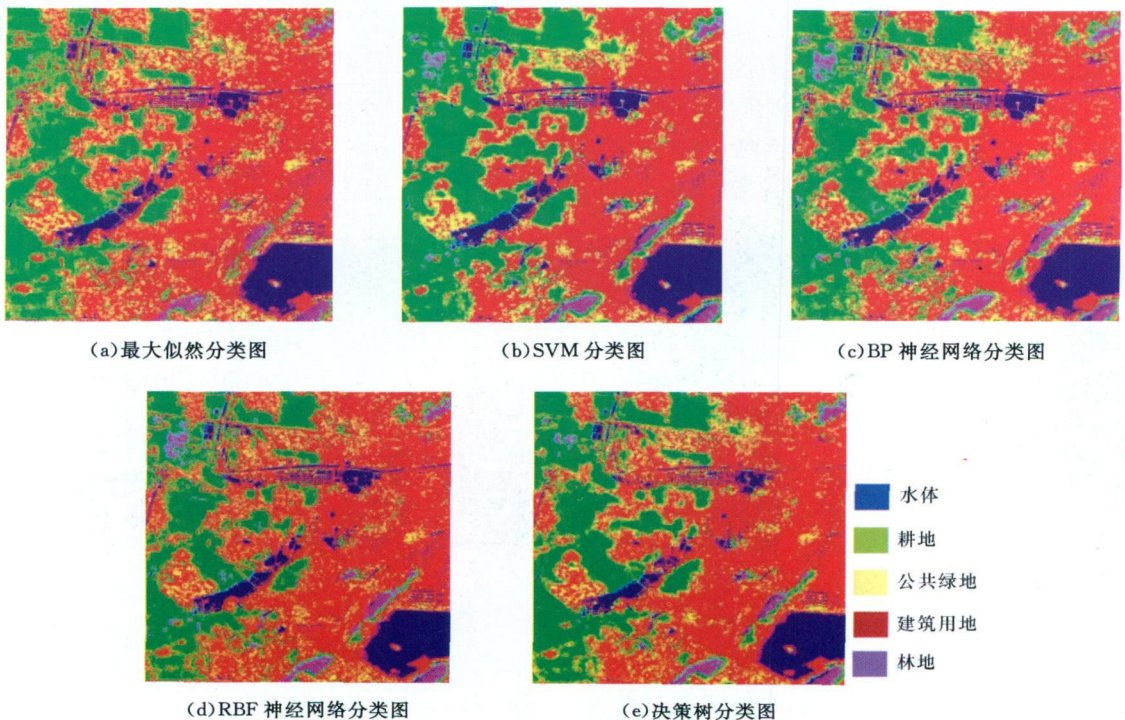 (a)最大似然分类图
(b)SVM 分类图
(c)BP 神经网络分类图
水体
耕地
公共绿地
建筑用地
林地
(d)RBF 神经网络分类图
(e)决策树分类图